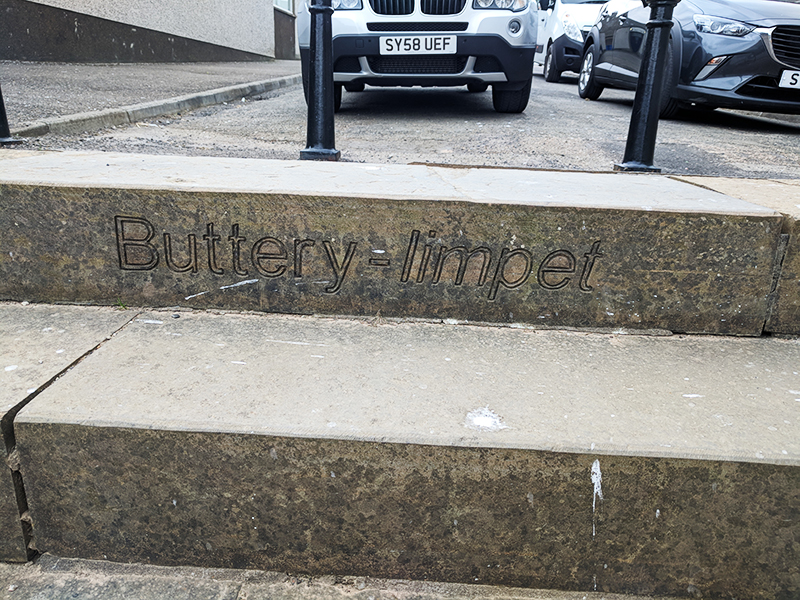 SY58 UEF
S
Buttery - limpet